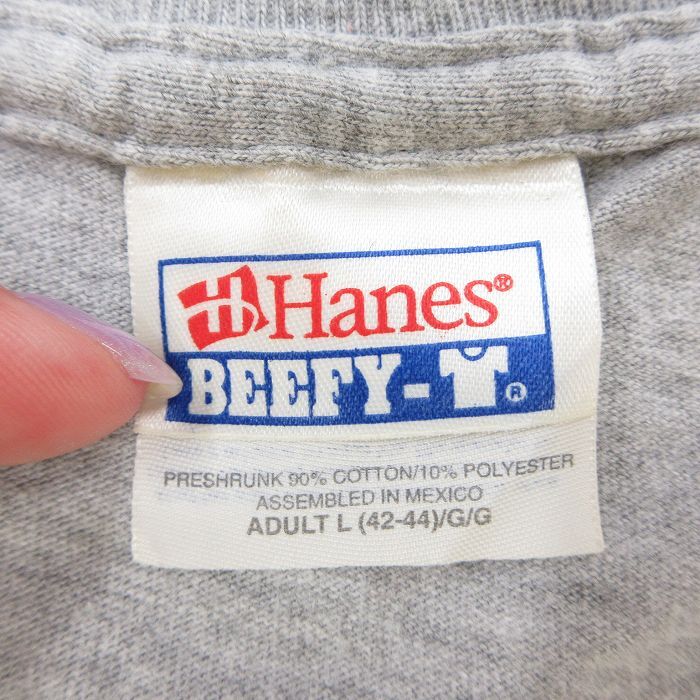 Hanes®
BEEFY-T®
PRESHRUNK 90% COTTON/10% POLYESTER
ASSEMBLED IN MEXICO
ADULT L (42-44)/G/G